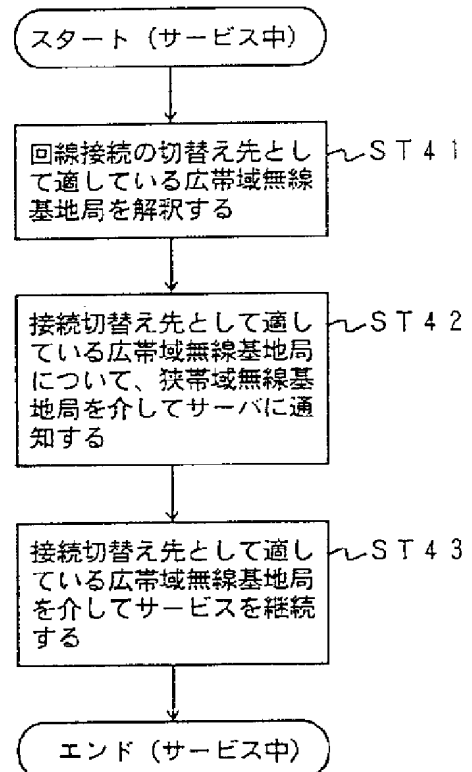 スタート（サービス中）
回線接続の切替え先とし
て適している広帯域無線
基地局を解釈する
ST41
接続切替え先として適し
ている広帯域無線基地局
について、狭帯域無線基
地局を介してサーバに通
知する
ST42
接続切替え先として適し
ている広帯域無線基地局
を介してサービスを継続
する
ST43
エンド（サービス中）